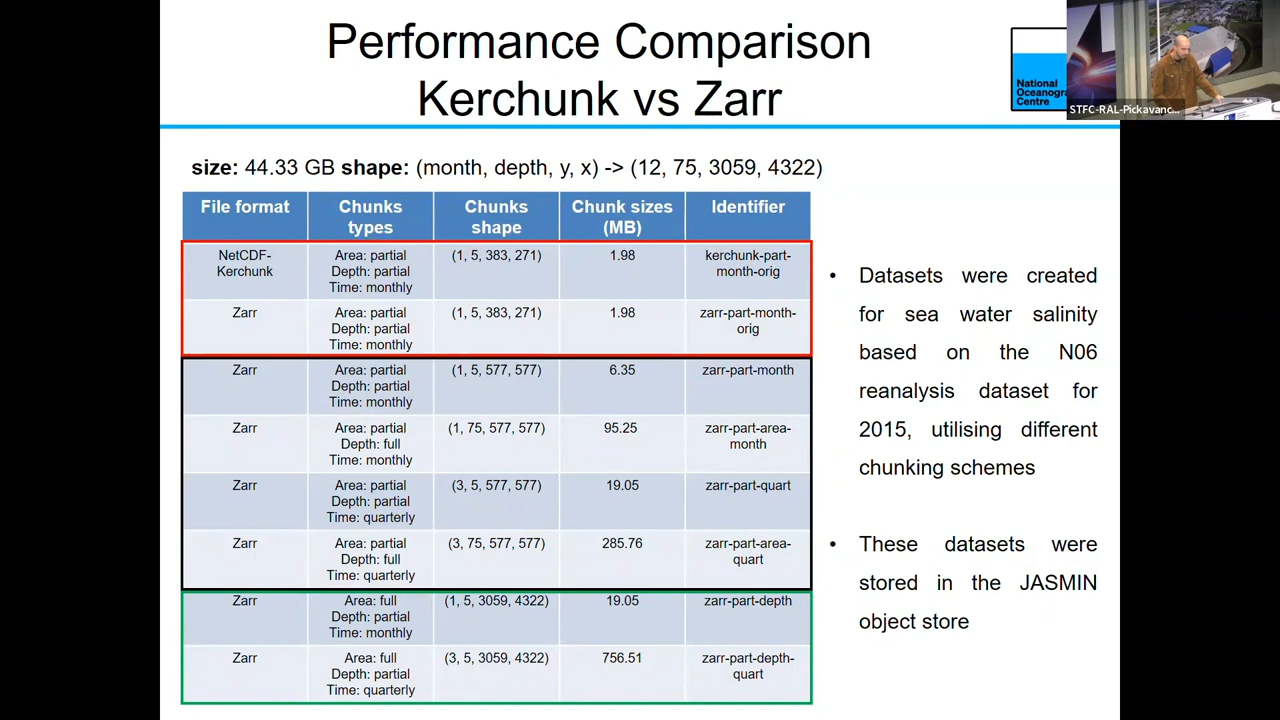 Performance Comparison
Kerchunk vs Zarr
National
Oceanogra
Centre
STFC-RAL-Pickavanc...
size: 44.33 GB shape: (month, depth, y, x) -> (12, 75, 3059, 4322)
File format Chunks types Chunks shape Chunk sizes (MB) Identifier
NetCDF-Kerchunk Area: partial Depth: partial Time: monthly (1, 5, 383, 271) 1.98 kerchunk-part-month-orig
Zarr Area: partial Depth: partial Time: monthly (1, 5, 383, 271) 1.98 zarr-part-month-orig
Zarr Area: partial Depth: partial Time: monthly (1, 5, 577, 577) 6.35 zarr-part-month
Zarr Area: partial Depth: full Time: monthly (1, 75, 577, 577) 95.25 zarr-part-area-month
Zarr Area: partial Depth: partial Time: quarterly (3, 5, 577, 577) 19.05 zarr-part-quart
Zarr Area: partial Depth: full Time: quarterly (3, 75, 577, 577) 285.76 zarr-part-area-quart
Zarr Area: full Depth: partial Time: monthly (1, 5, 3059, 4322) 19.05 zarr-part-depth
Zarr Area: full Depth: partial Time: quarterly (3, 5, 3059, 4322) 756.51 zarr-part-depth-quart
• Datasets were created
for sea water salinity
based on the N06
reanalysis dataset for
2015, utilising different
chunking schemes
• These datasets were
stored in the JASMIN
object store